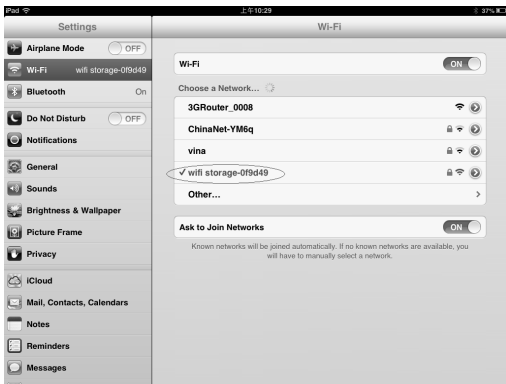 iPad 上午10:29 37%
Settings Wi-Fi
Airplane Mode OFF
Wi-Fi wifi storage-0f9d49
Bluetooth On
Do Not Disturb OFF
Notifications
General
Sounds
Brightness & Wallpaper
Picture Frame
Privacy
iCloud
Mail, Contacts, Calendars
Notes
Reminders
Messages
Wi-Fi ON
Choose a Network...
3GRouter_0008
ChinaNet-YM6q
vina
wifi storage-0f9d49
Other...
Ask to Join Networks ON
Known networks will be joined automatically. If no known networks are available, you
will have to manually select a network.